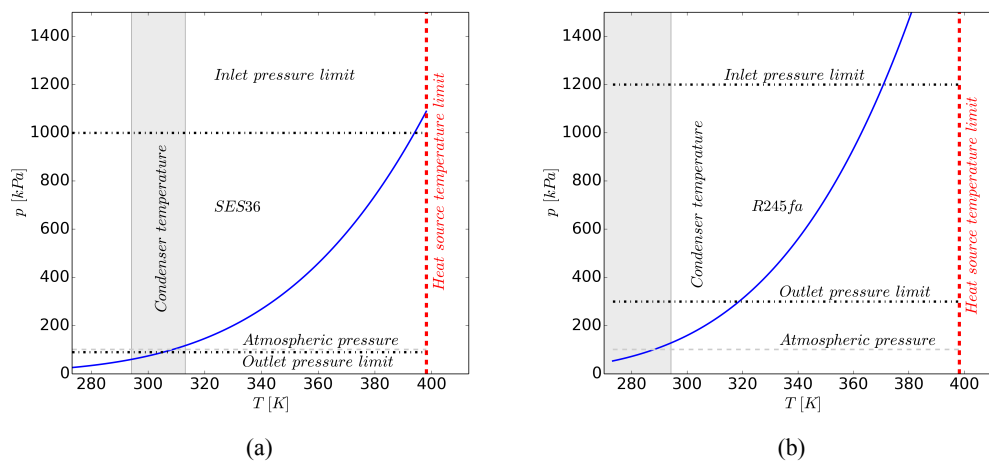 1400
1200
1000
800
600
400
200
0
p [kPa]
280
300
320
340
360
380
400
T [K]
Inlet pressure limit
Condenser temperature
SES36
Heat source temperature limit
Atmospheric pressure
Outlet pressure limit
(a)
1400
1200
1000
800
600
400
200
0
p [kPa]
280
300
320
340
360
380
400
T [K]
Inlet pressure limit
Condenser temperature
R245fa
Heat source temperature limit
Outlet pressure limit
Atmospheric pressure
(b)